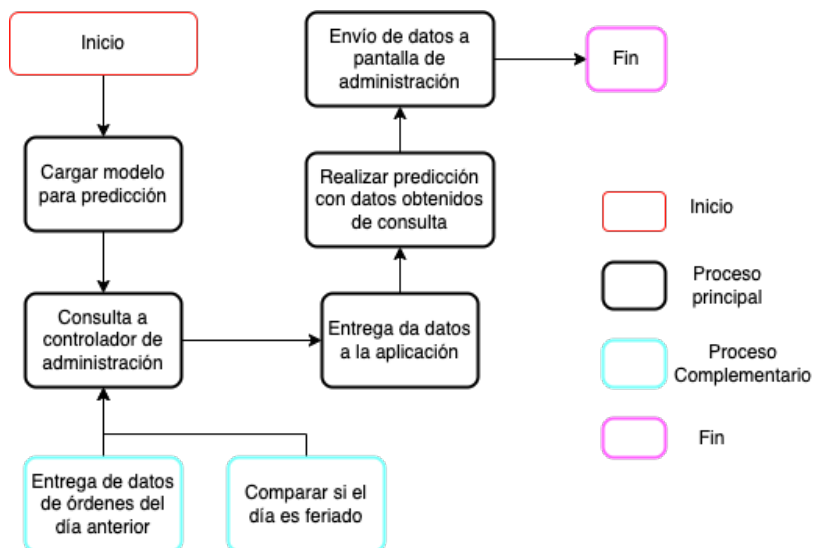 Inicio
Cargar modelo
para predicción
Consulta a
controlador de
administración
Entrega de datos
de órdenes del
día anterior
Comparar si el
día es feriado
Entrega da datos
a la aplicación
Realizar predicción
con datos obtenidos
de consulta
Envío de datos a
pantalla de
administración
Fin
Inicio
Proceso
principal
Proceso
Complementario
Fin